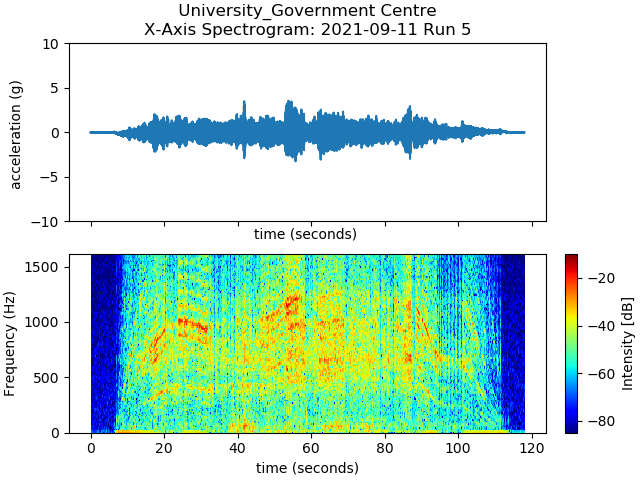 University_Government Centre
X-Axis Spectrogram: 2021-09-11 Run 5
10
5
0
−5
−10
acceleration (g)
time (seconds)
1500
1000
500
0
Frequency (Hz)
0 20 40 60 80 100 120
time (seconds)
−20
−40
−60
−80
Intensity [dB]